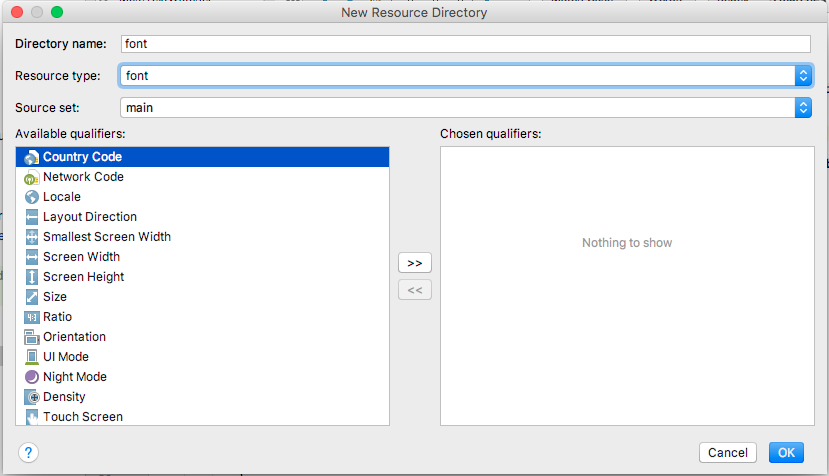 New Resource Directory
Directory name: font
Resource type: font
Source set: main
Available qualifiers: Chosen qualifiers:
Country Code
Network Code
Locale
Layout Direction
Smallest Screen Width
Screen Width
Screen Height
Size
Ratio
Orientation
UI Mode
Night Mode
Density
Touch Screen
>>
<<
Nothing to show
?
Cancel OK